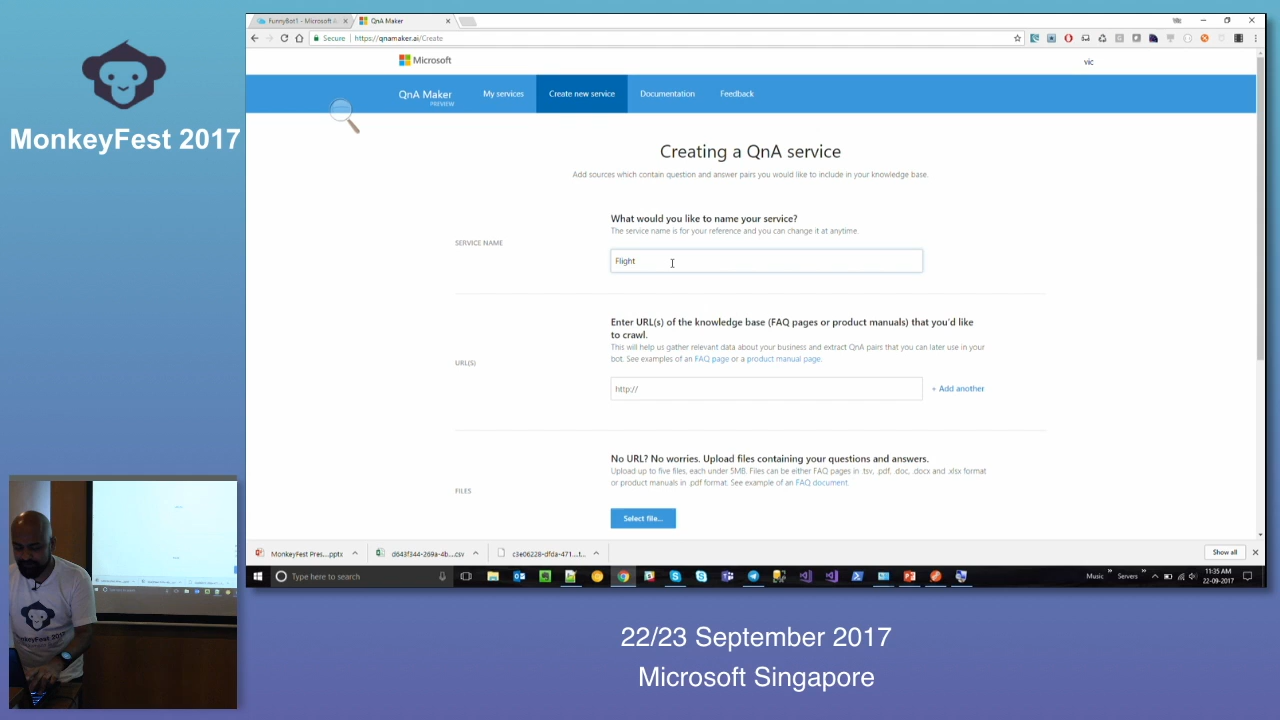 MonkeyFest 2017
FunnyBot1 - Microsoft A
QnA Maker
Secure
https://qnamaker.ai/Create
Microsoft
vic
QnA Maker
PREVIEW
My services
Create new service
Documentation
Feedback
Creating a QnA service
Add sources which contain question and answer pairs you would like to include in your knowledge base.
What would you like to name your service?
The service name is for your reference and you can change it at anytime.
SERVICE NAME
Flight
Enter URL(s) of the knowledge base (FAQ pages or product manuals) that you'd like
to crawl.
This will help us gather relevant data about your business and extract QnA pairs that you can later use in your
bot. See examples of an FAQ page or a product manual page.
URL(S)
http://
+ Add another
No URL? No worries. Upload files containing your questions and answers.
Upload up to five files, each under 5MB. Files can be either FAQ pages in .tsv, .pdf, .doc, .docx and .xlsx format
or product manuals in .pdf format. See example of an FAQ document.
FILES
Select file...
MonkeyFest Pres....pptx
d643f344-269a-4b....csv
c3e06228-dfda-471....t...
Show all
Type here to search
Music
Servers
11:35 AM
22-09-2017
MonkeyFest 2017
22/23 September 2017
Microsoft Singapore